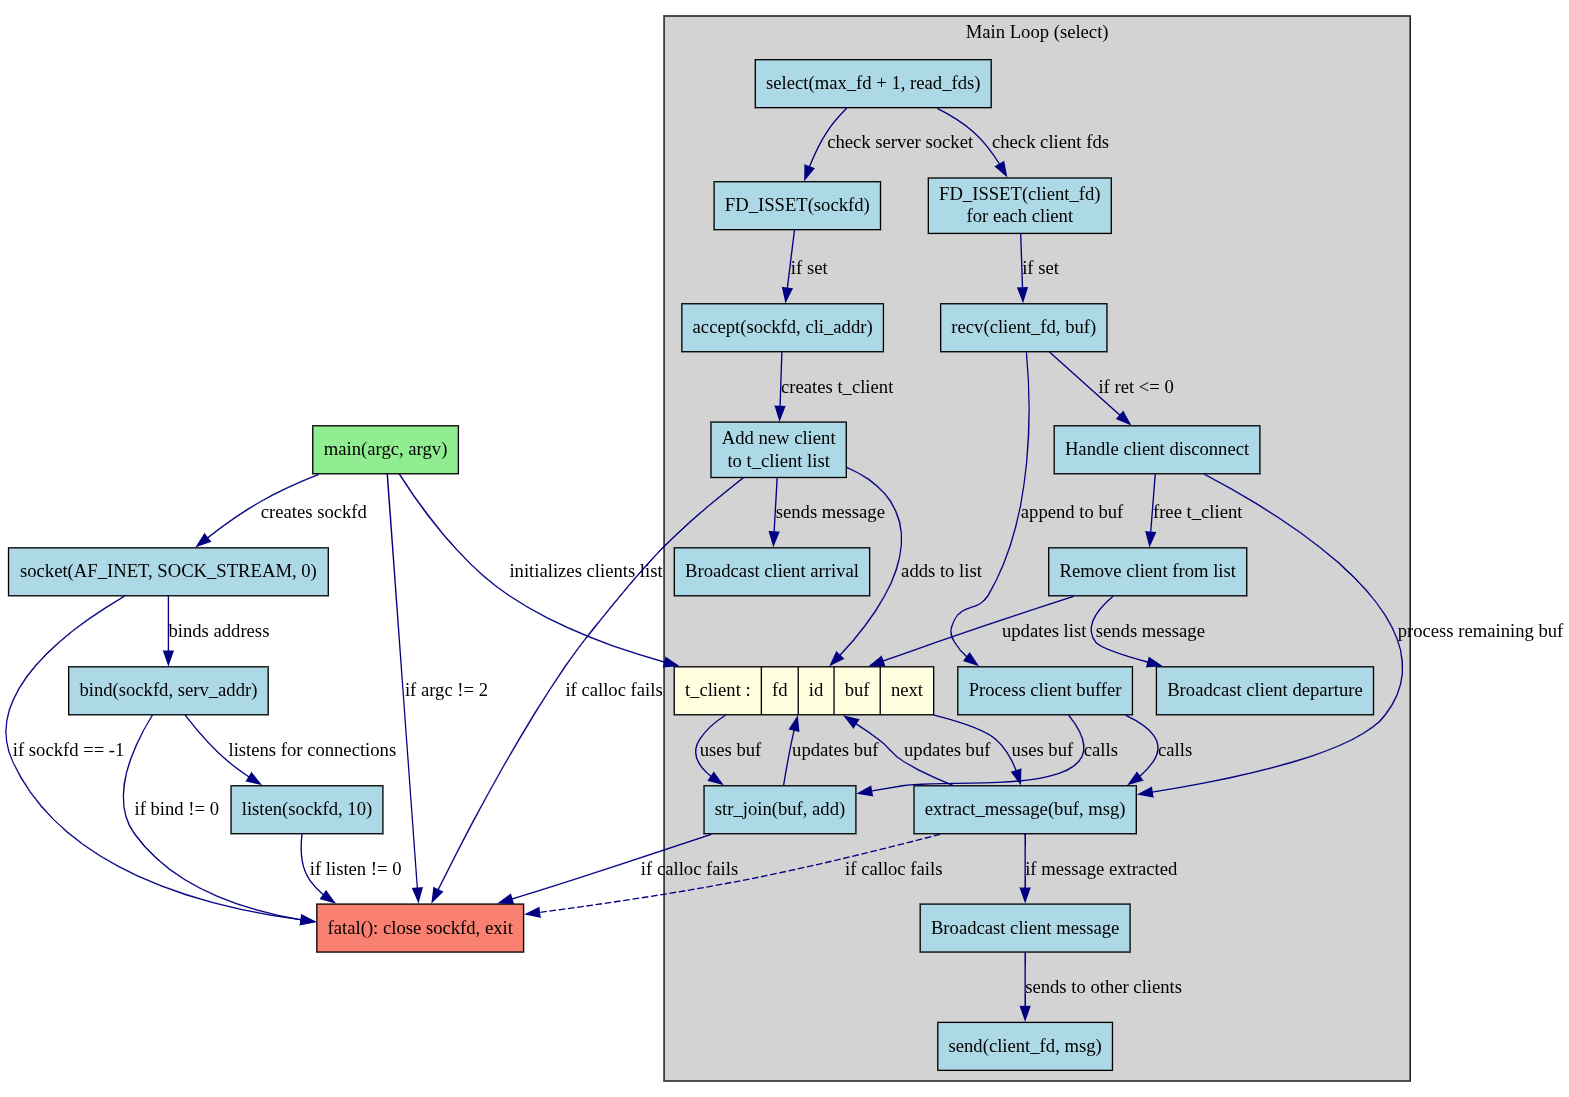 Main Loop (select)
select(max_fd + 1, read_fds)
check server socket
check client fds
FD_ISSET(sockfd)
FD_ISSET(client_fd)
for each client
if set
if set
accept(sockfd, cli_addr)
recv(client_fd, buf)
creates t_client
if ret <= 0
main(argc, argv)
Add new client
to t_client list
Handle client disconnect
creates sockfd
sends message
append to buf
free t_client
socket(AF_INET, SOCK_STREAM, 0)
initializes clients list
Broadcast client arrival
adds to list
Remove client from list
binds address
updates list
sends message
process remaining buf
bind(sockfd, serv_addr)
if argc != 2
if calloc fails
t_client :
fd
id
buf
next
Process client buffer
Broadcast client departure
if sockfd == -1
listens for connections
uses buf
updates buf
updates buf
uses buf
calls
calls
if bind != 0
listen(sockfd, 10)
str_join(buf, add)
extract_message(buf, msg)
if listen != 0
if calloc fails
if calloc fails
if message extracted
fatal(): close sockfd, exit
Broadcast client message
sends to other clients
send(client_fd, msg)